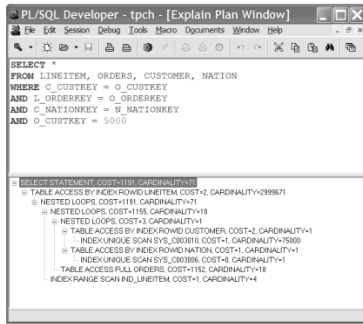 PL/SQL Developer - tpch - [Explain Plan Window]
File Edit Session Debug Tools Macro Documents Window Help
SELECT *
FROM LINEITEM, ORDERS, CUSTOMER, NATION
WHERE C_CUSTKEY = O_CUSTKEY
AND L_ORDERKEY = O_ORDERKEY
AND C_NATIONKEY = N_NATIONKEY
AND O_CUSTKEY = 5000
SELECT STATEMENT, COST=1191, CARDINALITY=71
TABLE ACCESS BY INDEX ROWID LINEITEM, COST=2, CARDINALITY=2999671
NESTED LOOPS, COST=1191, CARDINALITY=71
NESTED LOOPS, COST=1155, CARDINALITY=18
NESTED LOOPS, COST=3, CARDINALITY=1
TABLE ACCESS BY INDEX ROWID CUSTOMER, COST=2, CARDINALITY=1
INDEX UNIQUE SCAN SYS_C003010, COST=1, CARDINALITY=75000
TABLE ACCESS BY INDEX ROWID NATION, COST=1, CARDINALITY=1
INDEX UNIQUE SCAN SYS_C003006, COST=0, CARDINALITY=1
TABLE ACCESS FULL ORDERS, COST=1152, CARDINALITY=18
INDEX RANGE SCAN IND_LINEITEM, COST=1, CARDINALITY=4